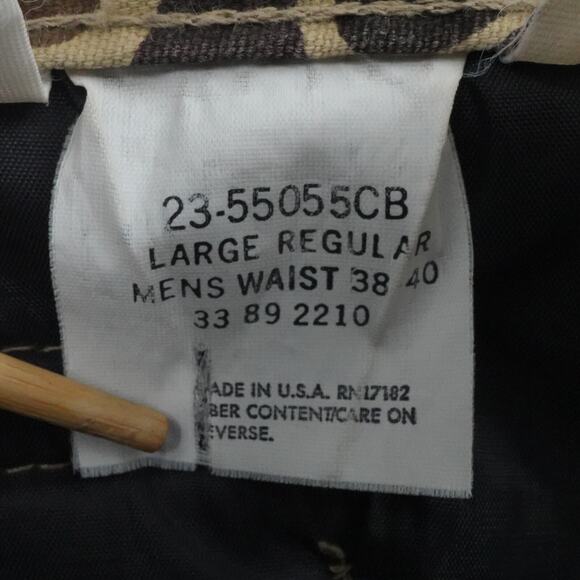 23-55055CB
LARGE REGULAR
MENS WAIST 38 40
33 89 2210
ADE IN U.S.A. RN17182
BER CONTENT/CARE ON
EVERSE.